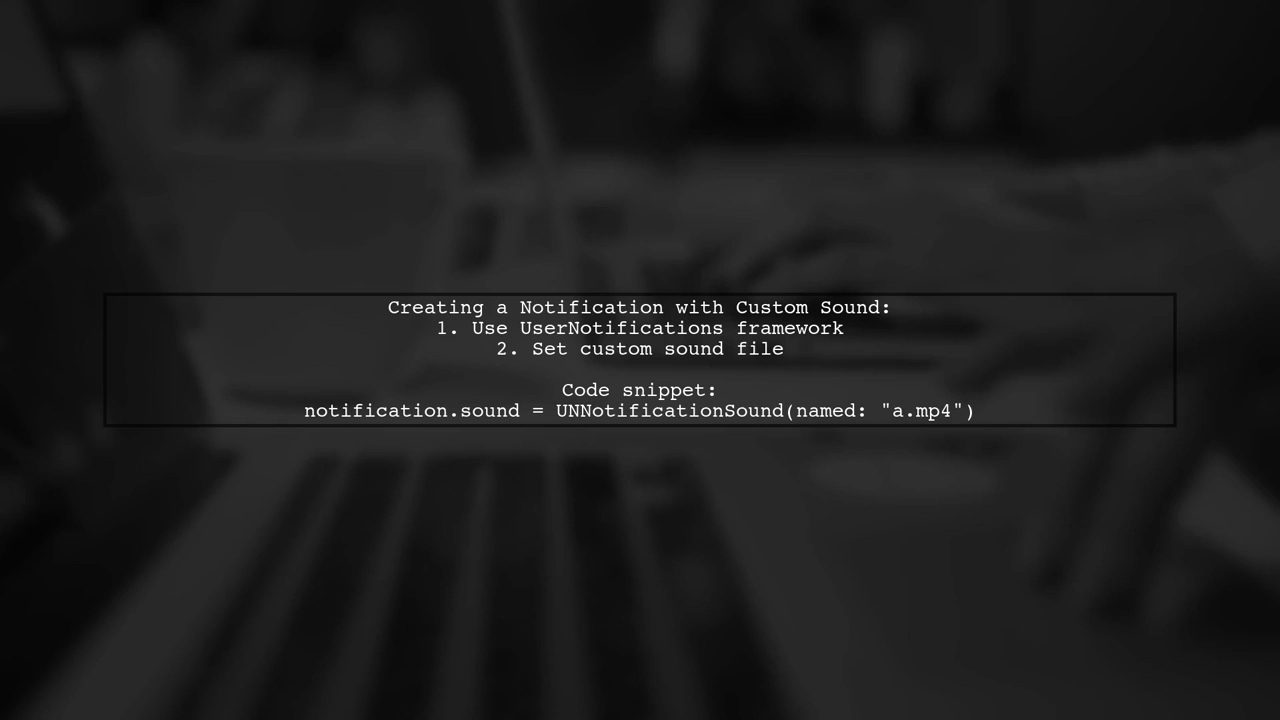 Creating a Notification with Custom Sound:
1. Use UserNotifications framework
2. Set custom sound file
Code snippet:
notification.sound = UNNotificationSound(named: "a.mp4")